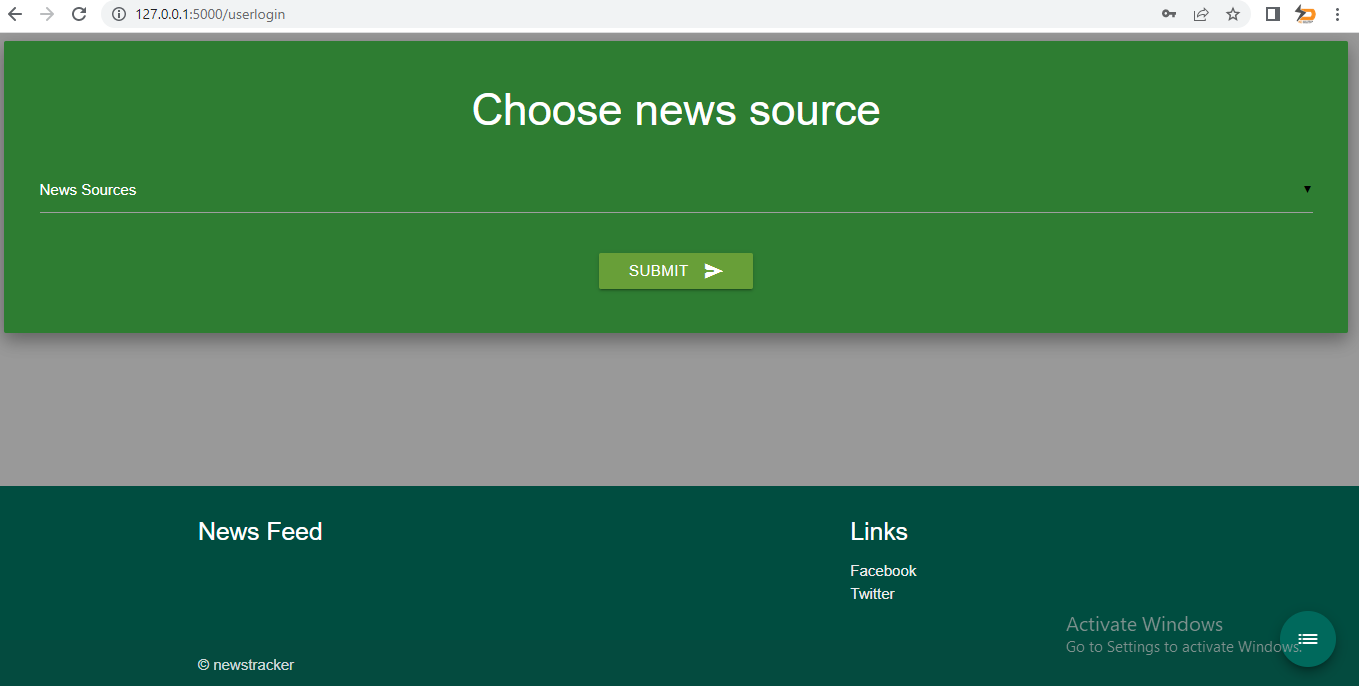 127.0.0.1:5000/userlogin
Choose news source
News Sources
SUBMIT
News Feed
Links
Facebook
Twitter
Activate Windows
Go to Settings to activate Windows.
© newstracker